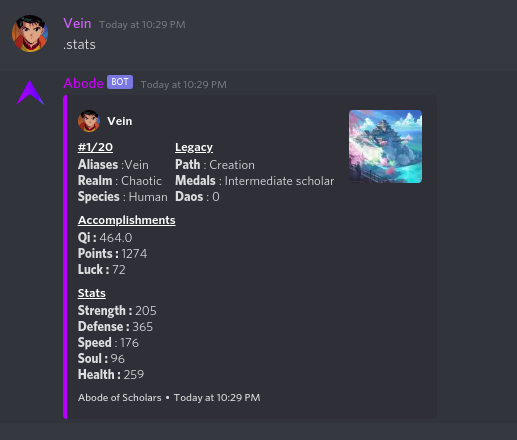 Vein Today at 10:29 PM
.stats
Abode BOT Today at 10:29 PM
Vein
#1/20 Legacy
Aliases :Vein Path : Creation
Realm : Chaotic Medals : Intermediate scholar
Species : Human Daos : 0
Accomplishments
Qi : 464.0
Points : 1274
Luck : 72
Stats
Strength : 205
Defense : 365
Speed : 176
Soul : 96
Health : 259
Abode of Scholars • Today at 10:29 PM